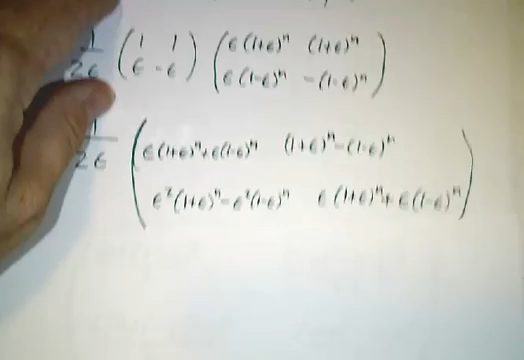 1/2ϵ ( 1 1 ; ϵ -ϵ ) ( ϵ(1+ϵ)ⁿ (1+ϵ)ⁿ ; ϵ(1-ϵ)ⁿ -(1-ϵ)ⁿ )
1/2ϵ ( ϵ(1+ϵ)ⁿ+ϵ(1-ϵ)ⁿ (1+ϵ)ⁿ-(1-ϵ)ⁿ ; ϵ²(1+ϵ)ⁿ-ϵ²(1-ϵ)ⁿ ϵ(1+ϵ)ⁿ+ϵ(1-ϵ)ⁿ )